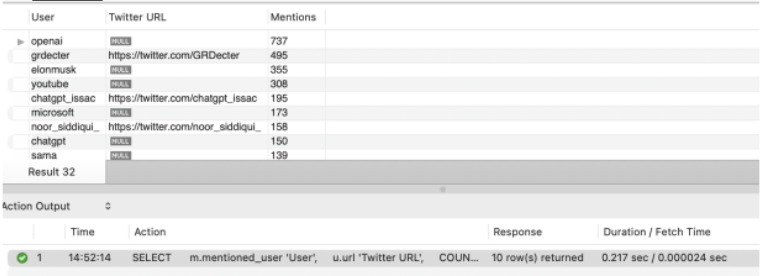 User Twitter URL Mentions
openai NULL 737
grdecter https://twitter.com/GRDecter 495
elonmusk NULL 355
youtube NULL 308
chatgpt_issac https://twitter.com/chatgpt_issac 195
microsoft NULL 173
noor_siddiqui_ https://twitter.com/noor_siddiqui_ 158
chatgpt NULL 150
sama NULL 139
Result 32
Action Output
Time Action Response Duration / Fetch Time
1 14:52:14 SELECT m.mentioned_user 'User', u.url 'Twitter URL', COUN... 10 row(s) returned 0.217 sec / 0.000024 sec